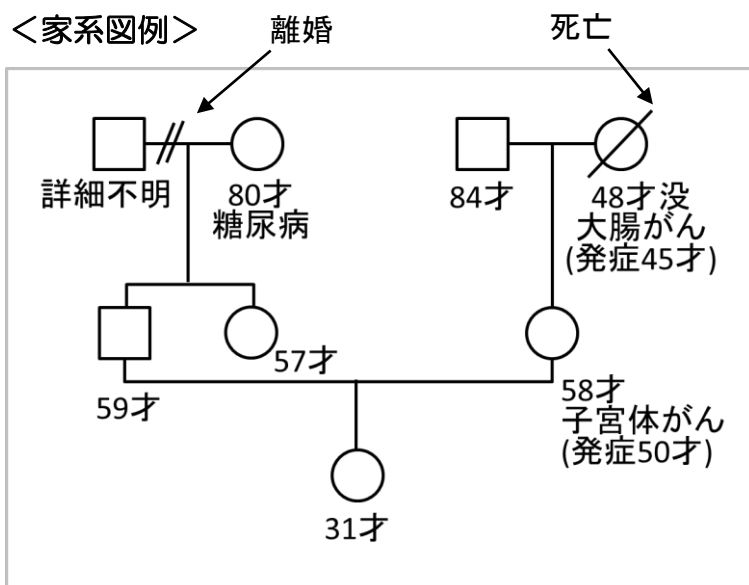 <家系図例>
離婚
死亡
詳細不明
80才
糖尿病
84才
48才没
大腸がん
(発症45才)
59才
57才
58才
子宮体がん
(発症50才)
31才